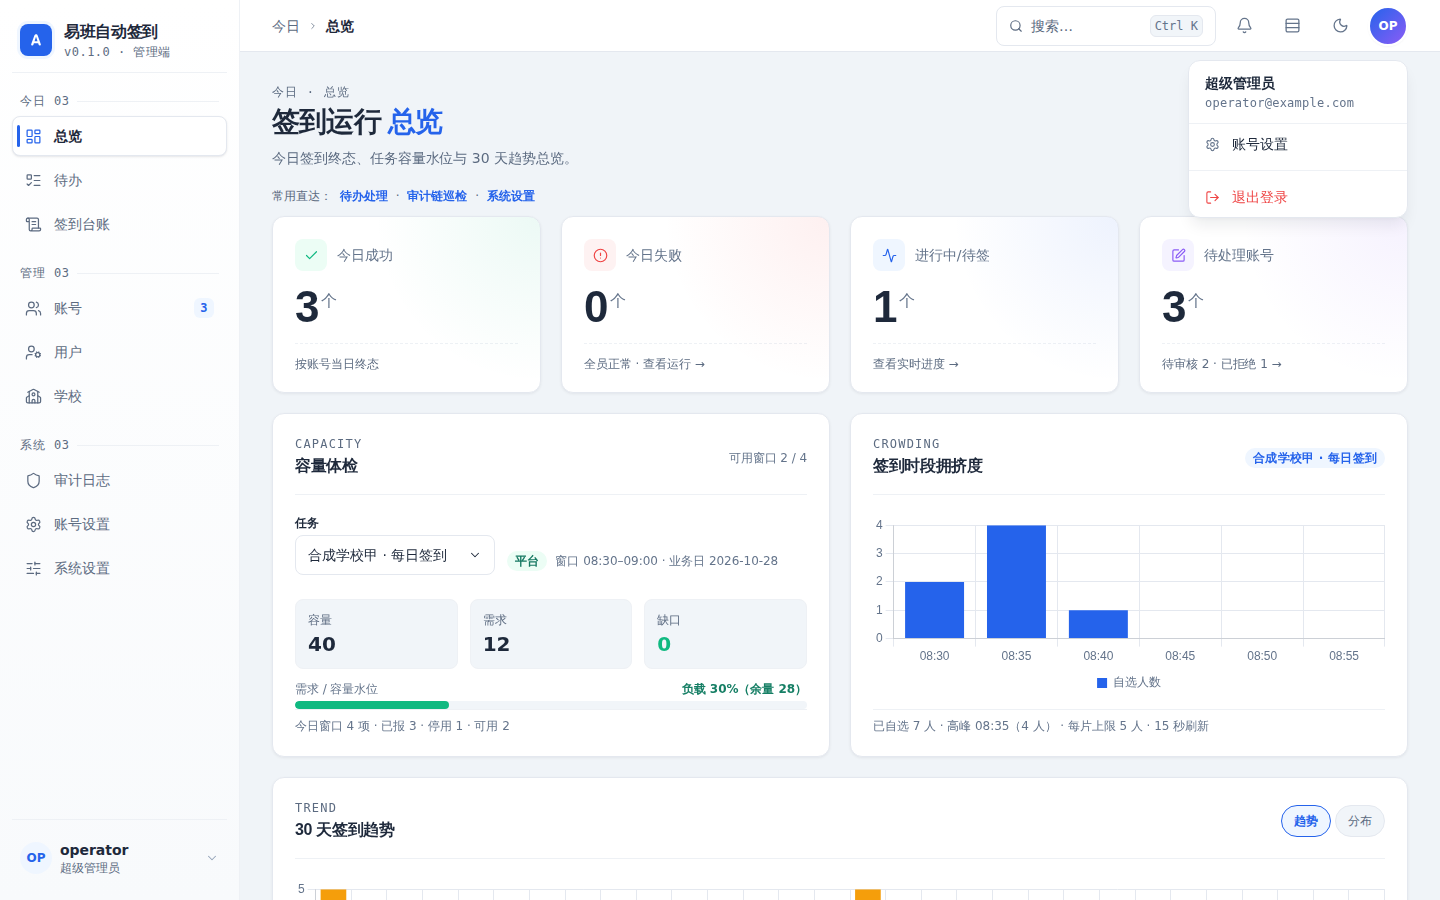 A
易班自动签到
v0.1.0 · 管理端
今日 03
总览
待办
签到台账
管理 03
账号 3
用户
学校
系统 03
审计日志
账号设置
系统设置
OP
operator
超级管理员
今日 › 总览
搜索... Ctrl K
OP
超级管理员
operator@example.com
账号设置
退出登录
今日 · 总览
签到运行 总览
今日签到终态、任务容量水位与 30 天趋势总览。
常用直达： 待办处理 · 审计链巡检 · 系统设置
今日成功
3个
按账号当日终态
今日失败
0个
全员正常 · 查看运行 →
进行中/待签
1个
查看实时进度 →
待处理账号
3个
待审核 2 · 已拒绝 1 →
CAPACITY
容量体检
可用窗口 2 / 4
任务
合成学校甲 · 每日签到
平台 窗口 08:30–09:00 · 业务日 2026-10-28
容量
40
需求
12
缺口
0
需求 / 容量水位 负载 30%（余量 28）
今日窗口 4 项 · 已报 3 · 停用 1 · 可用 2
CROWDING
签到时段拥挤度
合成学校甲 · 每日签到
4
3
2
1
0
08:30 08:35 08:40 08:45 08:50 08:55
自选人数
已自选 7 人 · 高峰 08:35（4 人） · 每片上限 5 人 · 15 秒刷新
TREND
30 天签到趋势
趋势 分布
5